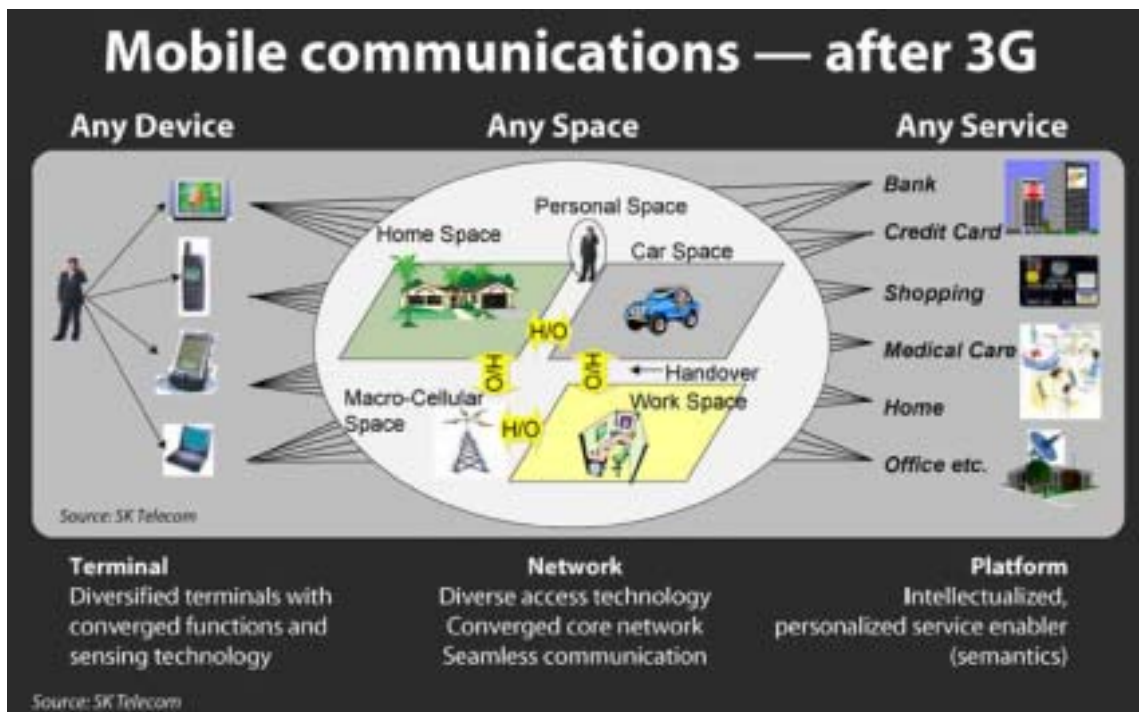 Mobile communications — after 3G
Any Device
Any Space
Any Service
Personal Space
Home Space
Car Space
H/O
H/O
H/O
Handover
Macro-Cellular
Space
H/O
Work Space
Bank
Credit Card
Shopping
Medical Care
Home
Office etc.
Source: SK Telecom
Terminal
Diversified terminals with
converged functions and
sensing technology
Network
Diverse access technology
Converged core network
Seamless communication
Platform
Intellectualized,
personalized service enabler
(semantics)
Source: SK Telecom